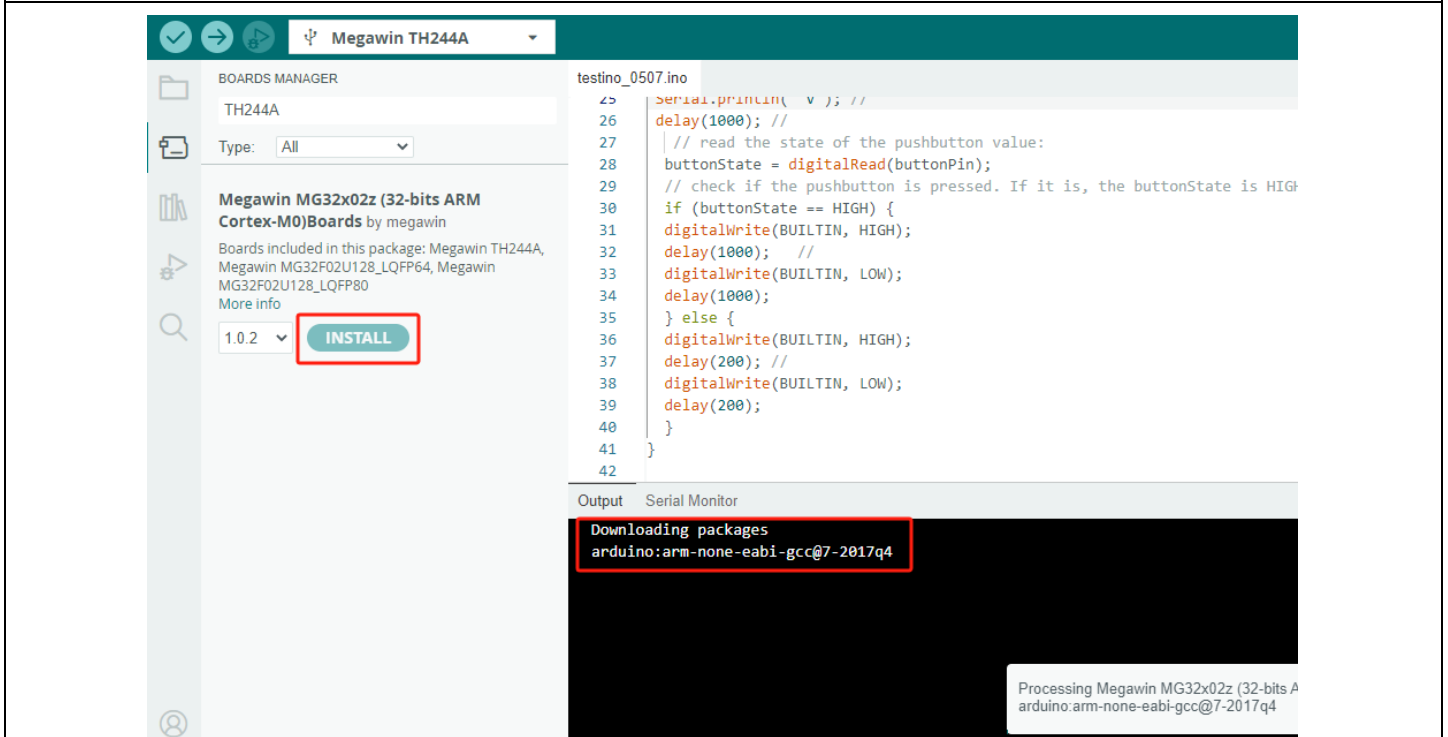 Megawin TH244A
BOARDS MANAGER
TH244A
Type: All
Megawin MG32x02z (32-bits ARM
Cortex-M0)Boards by megawin
Boards included in this package: Megawin TH244A,
Megawin MG32F02U128_LQFP64, Megawin
MG32F02U128_LQFP80
More info
1.0.2 INSTALL
testino_0507.ino
25 Serial.println(" V"); //
26 delay(1000); //
27 // read the state of the pushbutton value:
28 buttonState = digitalRead(buttonPin);
29 // check if the pushbutton is pressed. If it is, the buttonState is HIGH
30 if (buttonState == HIGH) {
31 digitalWrite(BUILTIN, HIGH);
32 delay(1000); //
33 digitalWrite(BUILTIN, LOW);
34 delay(1000);
35 } else {
36 digitalWrite(BUILTIN, HIGH);
37 delay(200); //
38 digitalWrite(BUILTIN, LOW);
39 delay(200);
40 }
41 }
42
Output Serial Monitor
Downloading packages
arduino:arm-none-eabi-gcc@7-2017q4
Processing Megawin MG32x02z (32-bits A
arduino:arm-none-eabi-gcc@7-2017q4